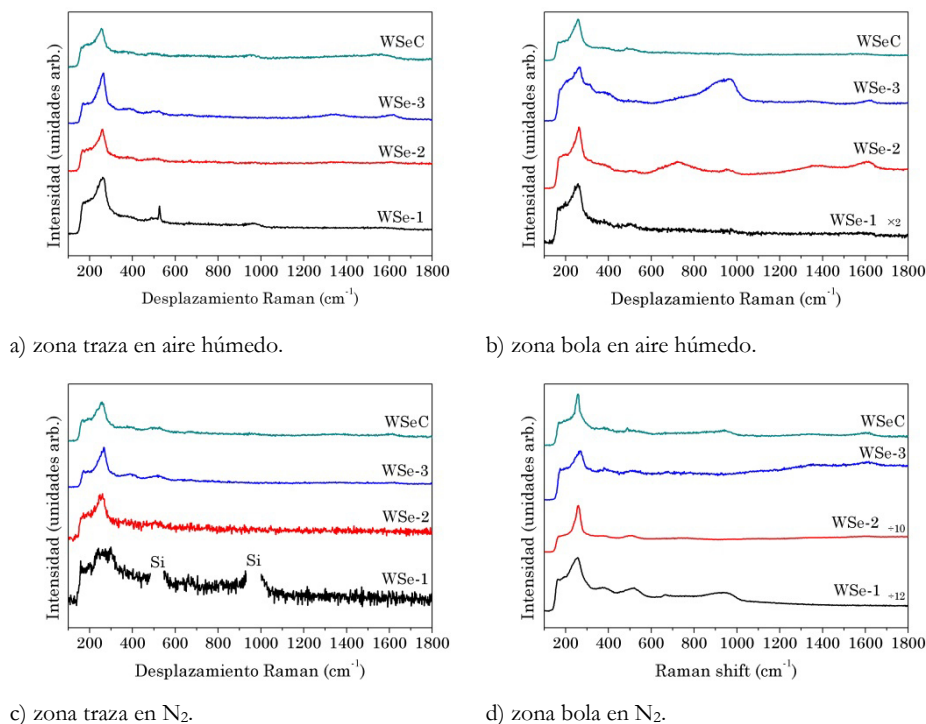 Intensidad (unidades arb.)
WSeC
WSe-3
WSe-2
WSe-1
200 400 600 800 1000 1200 1400 1600 1800
Desplazamiento Raman (cm-1)
a) zona traza en aire húmedo.
Intensidad (unidades arb.)
WSeC
WSe-3
WSe-2
WSe-1 ×2
200 400 600 800 1000 1200 1400 1600 1800
Desplazamiento Raman (cm-1)
b) zona bola en aire húmedo.
Intensidad (unidades arb.)
WSeC
WSe-3
WSe-2
Si Si
WSe-1
200 400 600 800 1000 1200 1400 1600 1800
Desplazamiento Raman (cm-1)
c) zona traza en N2.
Intensidad (unidades arb.)
WSeC
WSe-3
WSe-2 ÷10
WSe-1 ÷12
200 400 600 800 1000 1200 1400 1600 1800
Raman shift (cm-1)
d) zona bola en N2.